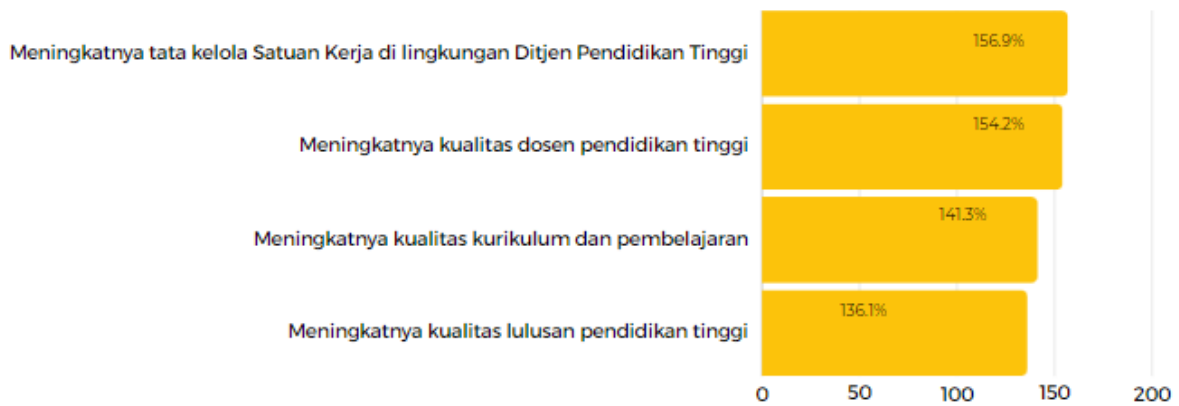 Meningkatnya tata kelola Satuan Kerja di lingkungan Ditjen Pendidikan Tinggi
156.9%
Meningkatnya kualitas dosen pendidikan tinggi
154.2%
Meningkatnya kualitas kurikulum dan pembelajaran
141.3%
Meningkatnya kualitas lulusan pendidikan tinggi
136.1%
0 50 100 150 200